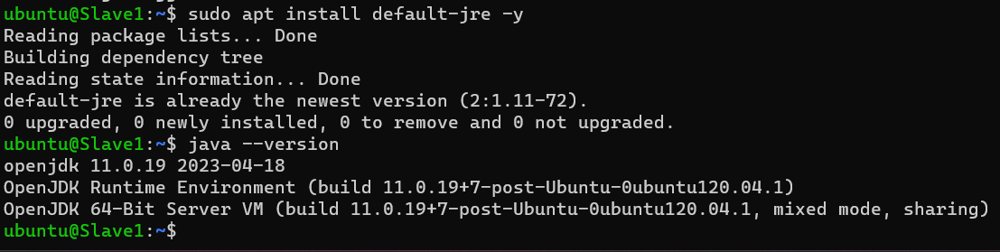 ubuntu@Slave1:~$ sudo apt install default-jre -y
Reading package lists... Done
Building dependency tree
Reading state information... Done
default-jre is already the newest version (2:1.11-72).
0 upgraded, 0 newly installed, 0 to remove and 0 not upgraded.
ubuntu@Slave1:~$ java --version
openjdk 11.0.19 2023-04-18
OpenJDK Runtime Environment (build 11.0.19+7-post-Ubuntu-0ubuntu120.04.1)
OpenJDK 64-Bit Server VM (build 11.0.19+7-post-Ubuntu-0ubuntu120.04.1, mixed mode, sharing)
ubuntu@Slave1:~$